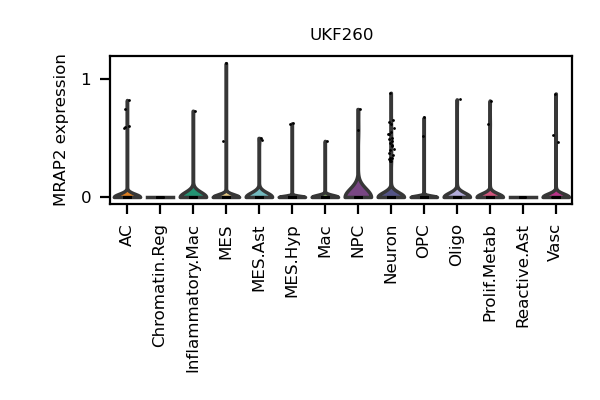 UKF260
MRAP2 expression
1
0
AC
Chromatin.Reg
Inflammatory.Mac
MES
MES.Ast
MES.Hyp
Mac
NPC
Neuron
OPC
Oligo
Prolif.Metab
Reactive.Ast
Vasc